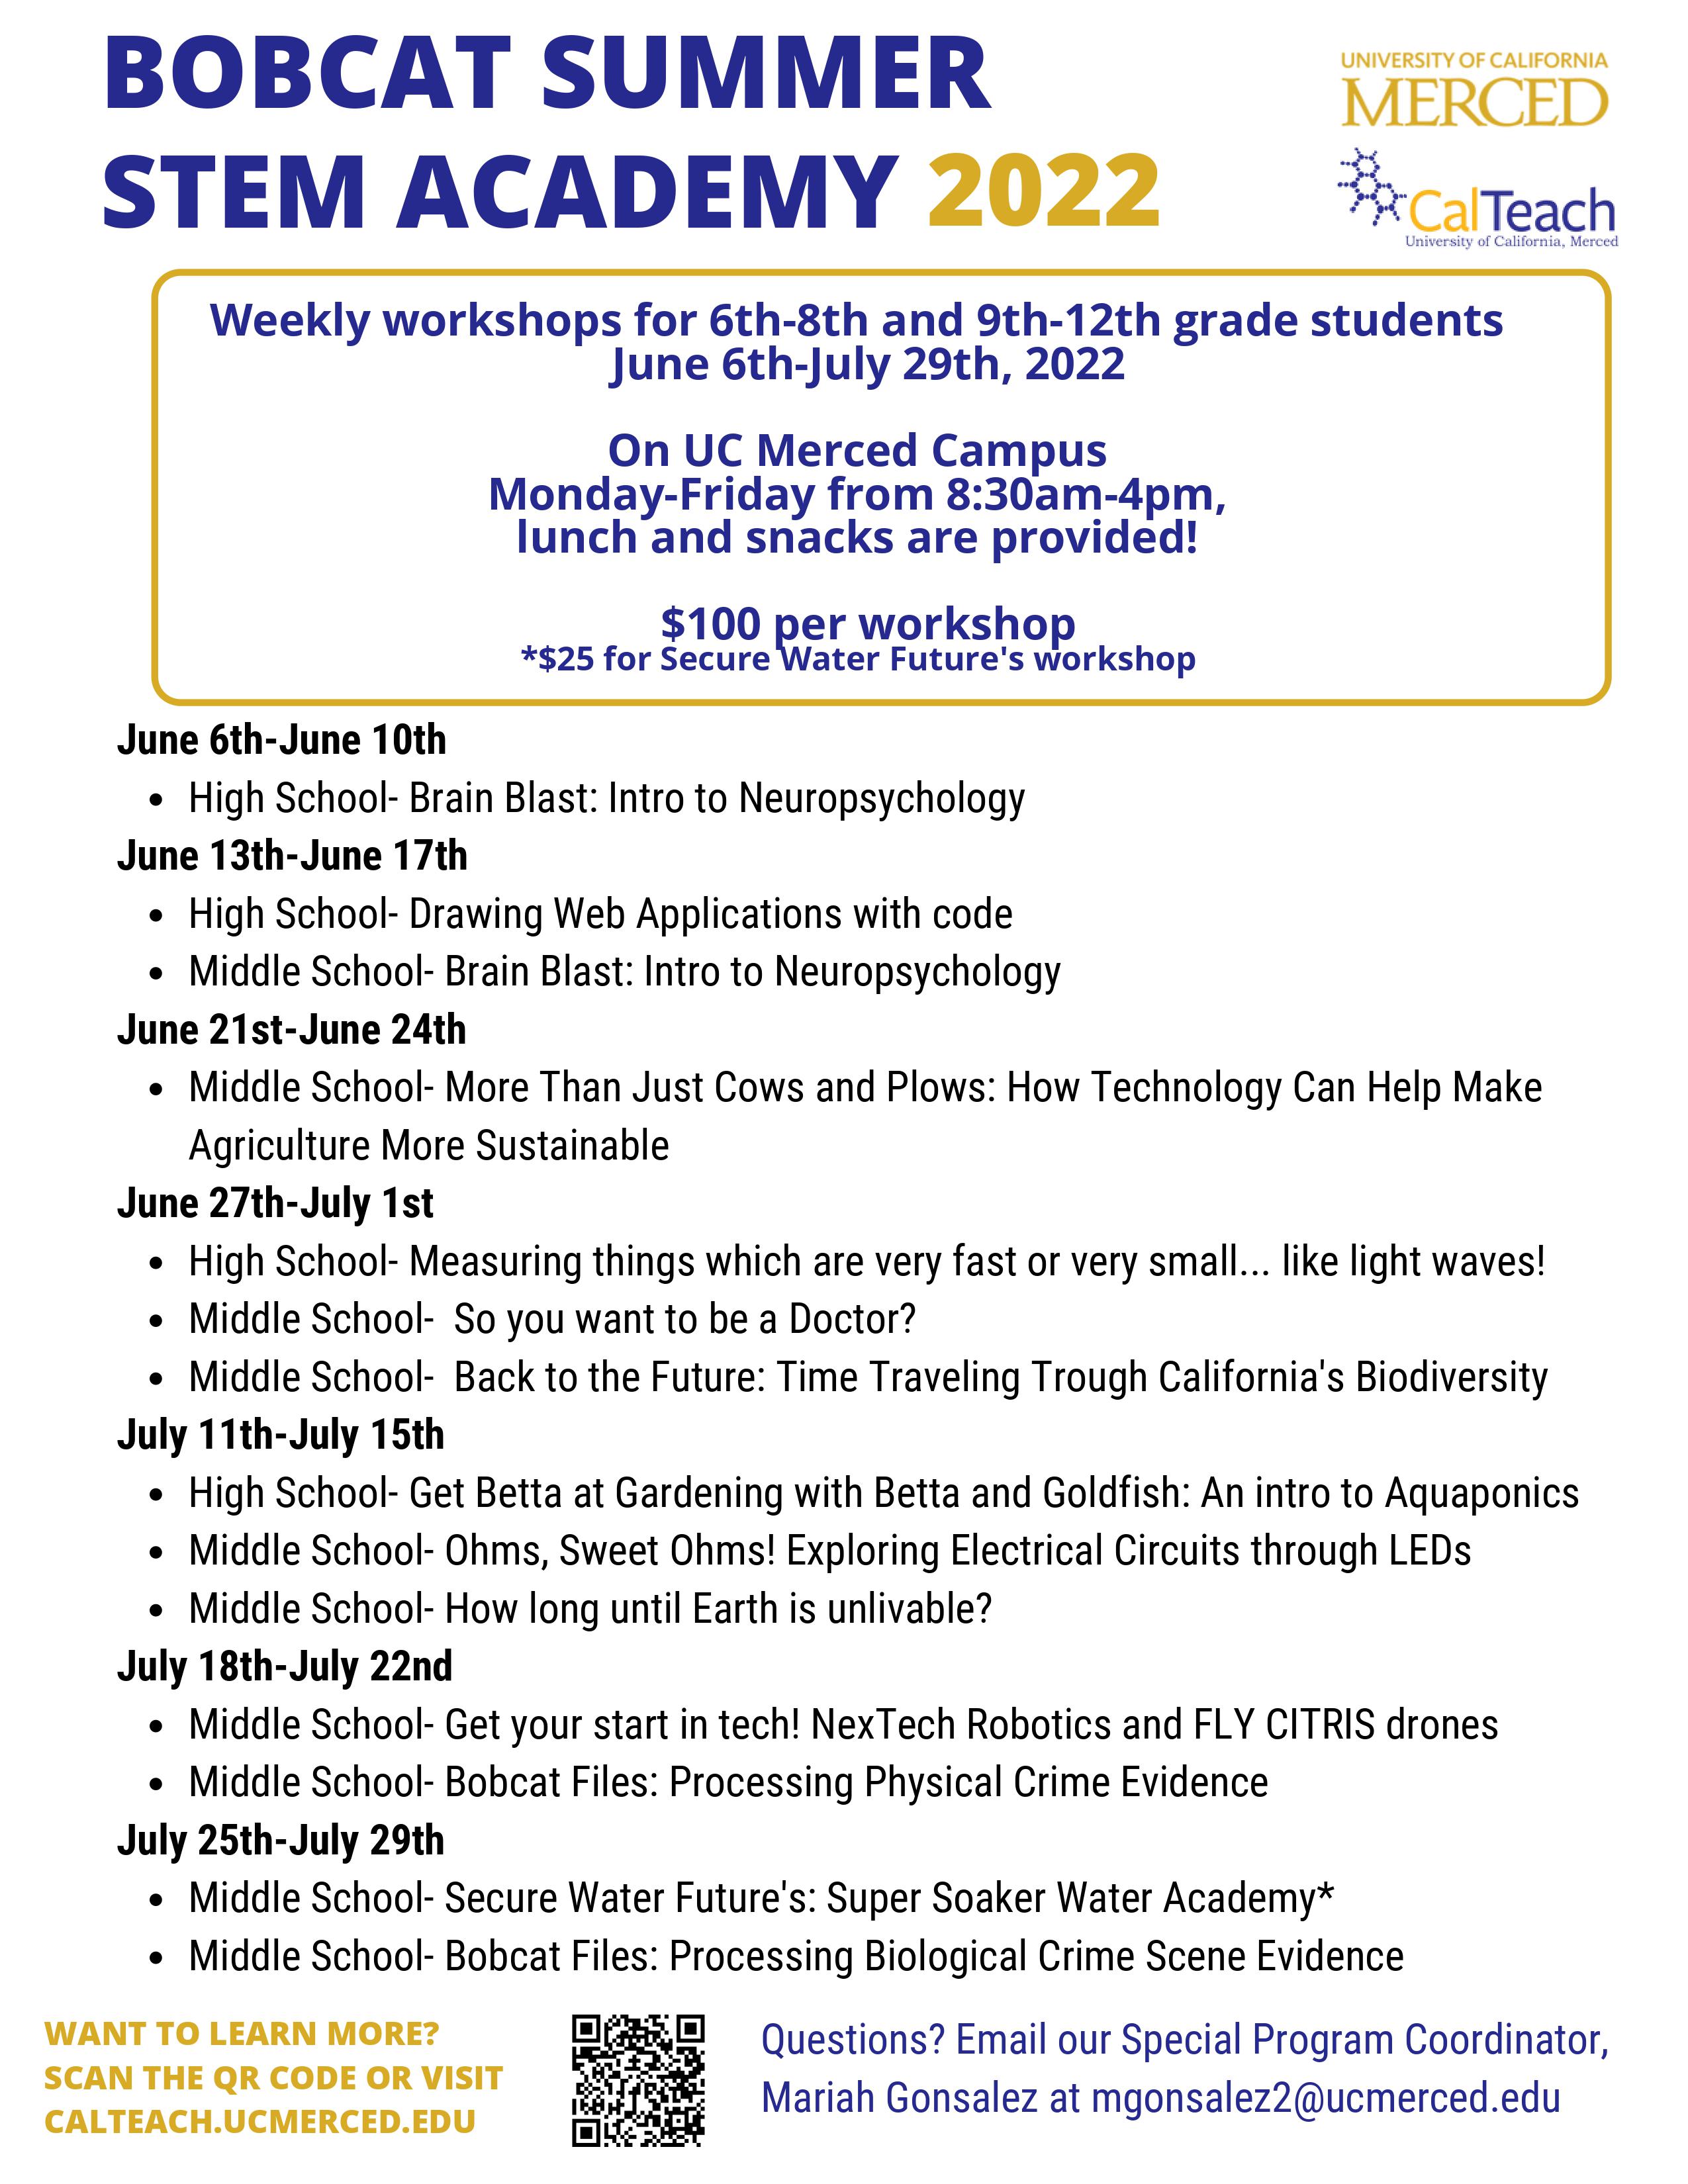 BOBCAT SUMMER
STEM ACADEMY 2022
UNIVERSITY OF CALIFORNIA
MERCED
CalTeach
University of California, Merced
Weekly workshops for 6th-8th and 9th-12th grade students
June 6th-July 29th, 2022
On UC Merced Campus
Monday-Friday from 8:30am-4pm,
lunch and snacks are provided!
$100 per workshop
*$25 for Secure Water Future's workshop
June 6th-June 10th
• High School- Brain Blast: Intro to Neuropsychology
June 13th-June 17th
• High School- Drawing Web Applications with code
• Middle School- Brain Blast: Intro to Neuropsychology
June 21st-June 24th
• Middle School- More Than Just Cows and Plows: How Technology Can Help Make
Agriculture More Sustainable
June 27th-July 1st
• High School- Measuring things which are very fast or very small... like light waves!
• Middle School-  So you want to be a Doctor?
• Middle School-  Back to the Future: Time Traveling Trough California's Biodiversity
July 11th-July 15th
• High School- Get Betta at Gardening with Betta and Goldfish: An intro to Aquaponics
• Middle School- Ohms, Sweet Ohms! Exploring Electrical Circuits through LEDs
• Middle School- How long until Earth is unlivable?
July 18th-July 22nd
• Middle School- Get your start in tech! NexTech Robotics and FLY CITRIS drones
• Middle School- Bobcat Files: Processing Physical Crime Evidence
July 25th-July 29th
• Middle School- Secure Water Future's: Super Soaker Water Academy*
• Middle School- Bobcat Files: Processing Biological Crime Scene Evidence
WANT TO LEARN MORE?
SCAN THE QR CODE OR VISIT
CALTEACH.UCMERCED.EDU
Questions? Email our Special Program Coordinator,
Mariah Gonsalez at mgonsalez2@ucmerced.edu